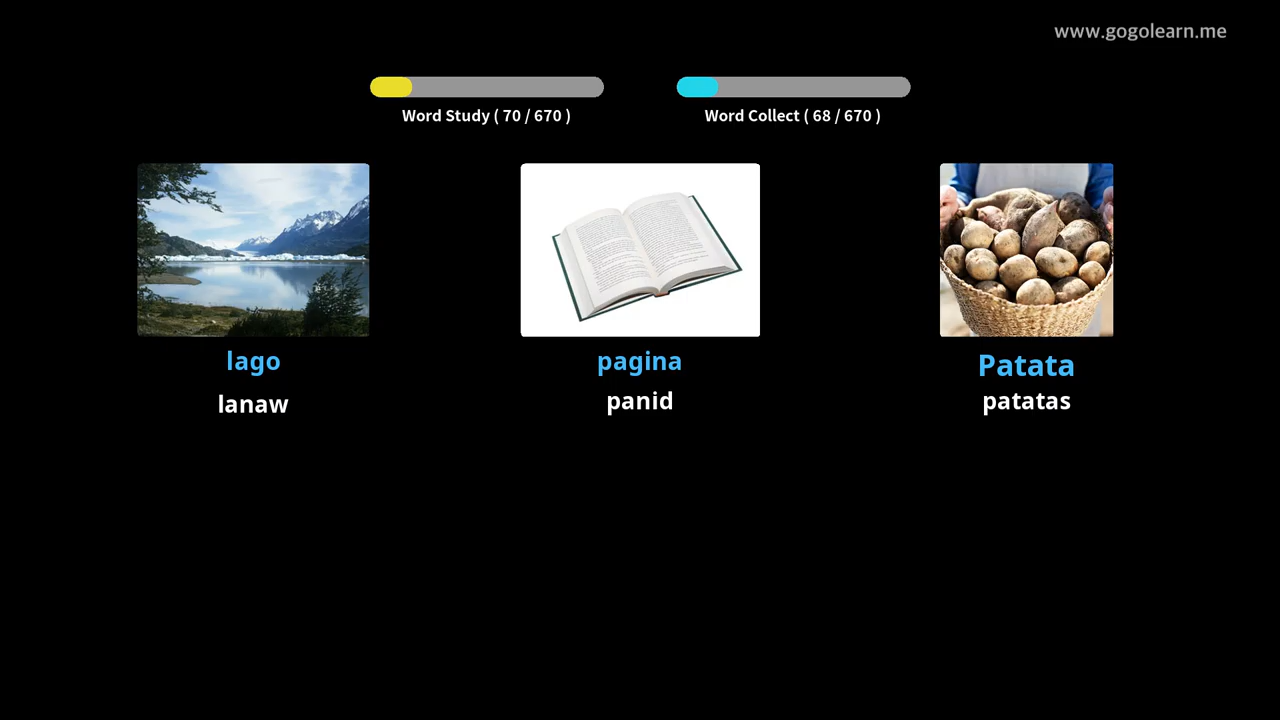 www.gogolearn.me
Word Study ( 70 / 670 )
Word Collect ( 68 / 670 )
lago
pagina
Patata
lanaw
panid
patatas